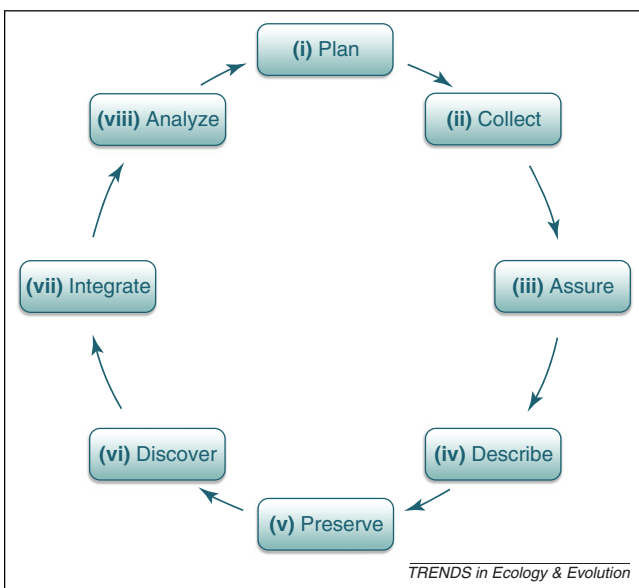 (i) Plan
(ii) Collect
(iii) Assure
(iv) Describe
(v) Preserve
(vi) Discover
(vii) Integrate
(viii) Analyze
TRENDS in Ecology & Evolution